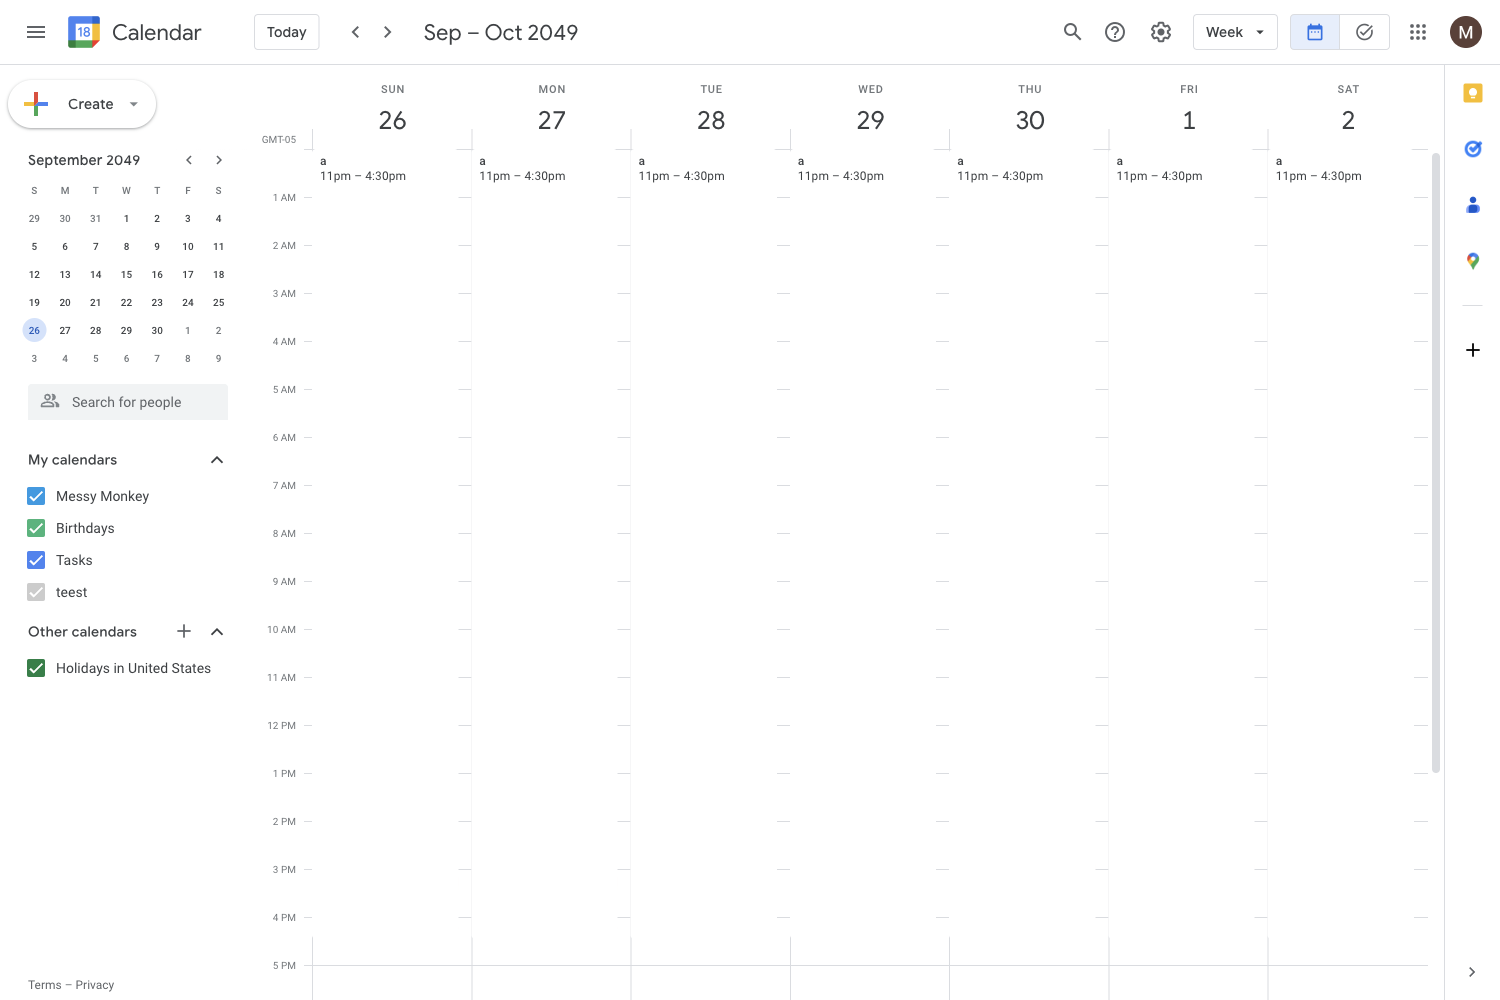 18 Calendar Today Sep – Oct 2049 Week M
Create
September 2049
S M T W T F S
29 30 31 1 2 3 4
5 6 7 8 9 10 11
12 13 14 15 16 17 18
19 20 21 22 23 24 25
26 27 28 29 30 1 2
3 4 5 6 7 8 9
Search for people
My calendars
Messy Monkey
Birthdays
Tasks
teest
Other calendars
Holidays in United States
Terms – Privacy
SUN MON TUE WED THU FRI SAT
26 27 28 29 30 1 2
GMT-05
a a a a a a a
11pm – 4:30pm 11pm – 4:30pm 11pm – 4:30pm 11pm – 4:30pm 11pm – 4:30pm 11pm – 4:30pm 11pm – 4:30pm
1 AM
2 AM
3 AM
4 AM
5 AM
6 AM
7 AM
8 AM
9 AM
10 AM
11 AM
12 PM
1 PM
2 PM
3 PM
4 PM
5 PM